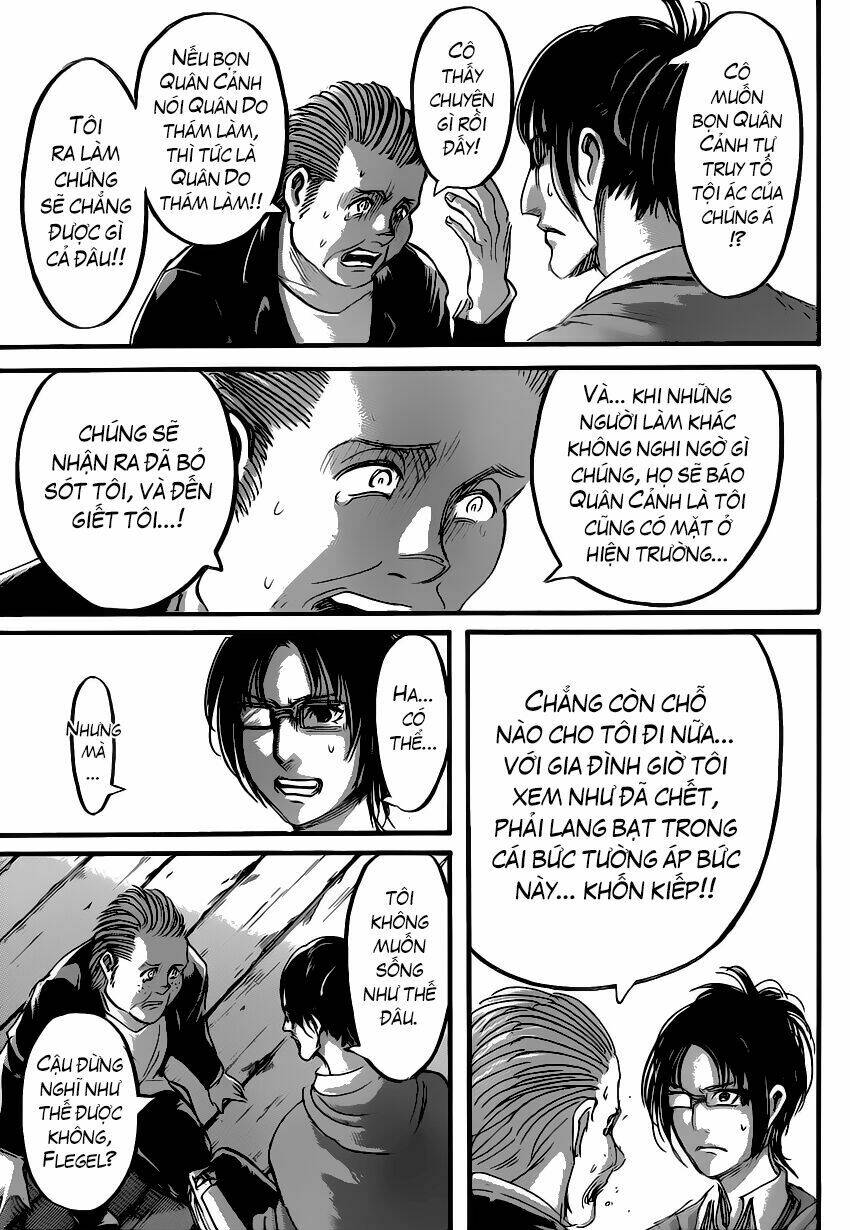 CÔ
MUỐN
BỌN QUÂN
CẢNH TỰ
TRUY TỐ
TỘI ÁC CỦA
CHÚNG Á
!?
CÔ
THẤY
CHUYỆN
GÌ RỒI
ĐẤY!
NẾU BỌN
QUÂN CẢNH
NÓI QUÂN DO
THÁM LÀM,
THÌ TỨC LÀ
QUÂN DO
THÁM LÀM!!
TÔI
RA LÀM
CHỨNG
SẼ CHẲNG
ĐƯỢC GÌ
CẢ ĐÂU!!
VÀ... KHI NHỮNG
NGƯỜI LÀM KHÁC
KHÔNG NGHI NGỜ GÌ
CHÚNG, HỌ SẼ BÁO
QUÂN CẢNH LÀ TÔI
CŨNG CÓ MẶT Ở
HIỆN TRƯỜNG...
CHÚNG SẼ
NHẬN RA ĐÃ BỎ
SÓT TÔI, VÀ ĐẾN
GIẾT TÔI...!
CHẲNG CÒN CHỖ
NÀO CHO TÔI ĐI NỮA...
VỚI GIA ĐÌNH GIỜ TÔI
XEM NHƯ ĐÃ CHẾT,
PHẢI LANG BẠT TRONG
CÁI BỨC TƯỜNG ÁP BỨC
NÀY... KHỐN KIẾP!!
HA...
CÓ
THỂ...
NHƯNG
MÀ
...
TÔI
KHÔNG
MUỐN
SỐNG
NHƯ THẾ
ĐÂU.
CẬU ĐỪNG
NGHĨ NHƯ
THẾ ĐƯỢC
KHÔNG,
FLEGEL?